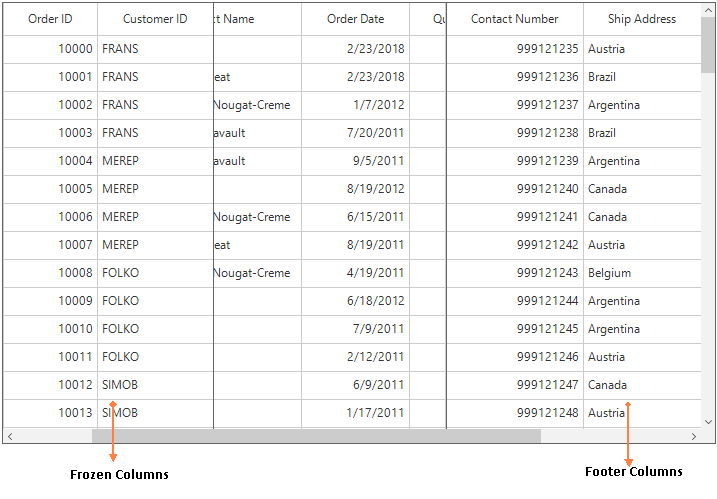 Order ID Customer ID ct Name Order Date Qu Contact Number Ship Address
10000 FRANS 2/23/2018 999121235 Austria
10001 FRANS eat 2/23/2018 999121236 Brazil
10002 FRANS Nougat-Creme 1/7/2012 999121237 Argentina
10003 FRANS avault 7/20/2011 999121238 Brazil
10004 MEREP avault 9/5/2011 999121239 Argentina
10005 MEREP 8/19/2012 999121240 Canada
10006 MEREP Nougat-Creme 6/15/2011 999121241 Canada
10007 MEREP eat 8/19/2011 999121242 Austria
10008 FOLKO Nougat-Creme 4/19/2011 999121243 Belgium
10009 FOLKO 6/18/2012 999121244 Argentina
10010 FOLKO 7/9/2011 999121245 Argentina
10011 FOLKO 2/12/2011 999121246 Austria
10012 SIMOB 6/9/2011 999121247 Canada
10013 SIMOB 1/17/2011 999121248 Austria
Frozen Columns Footer Columns